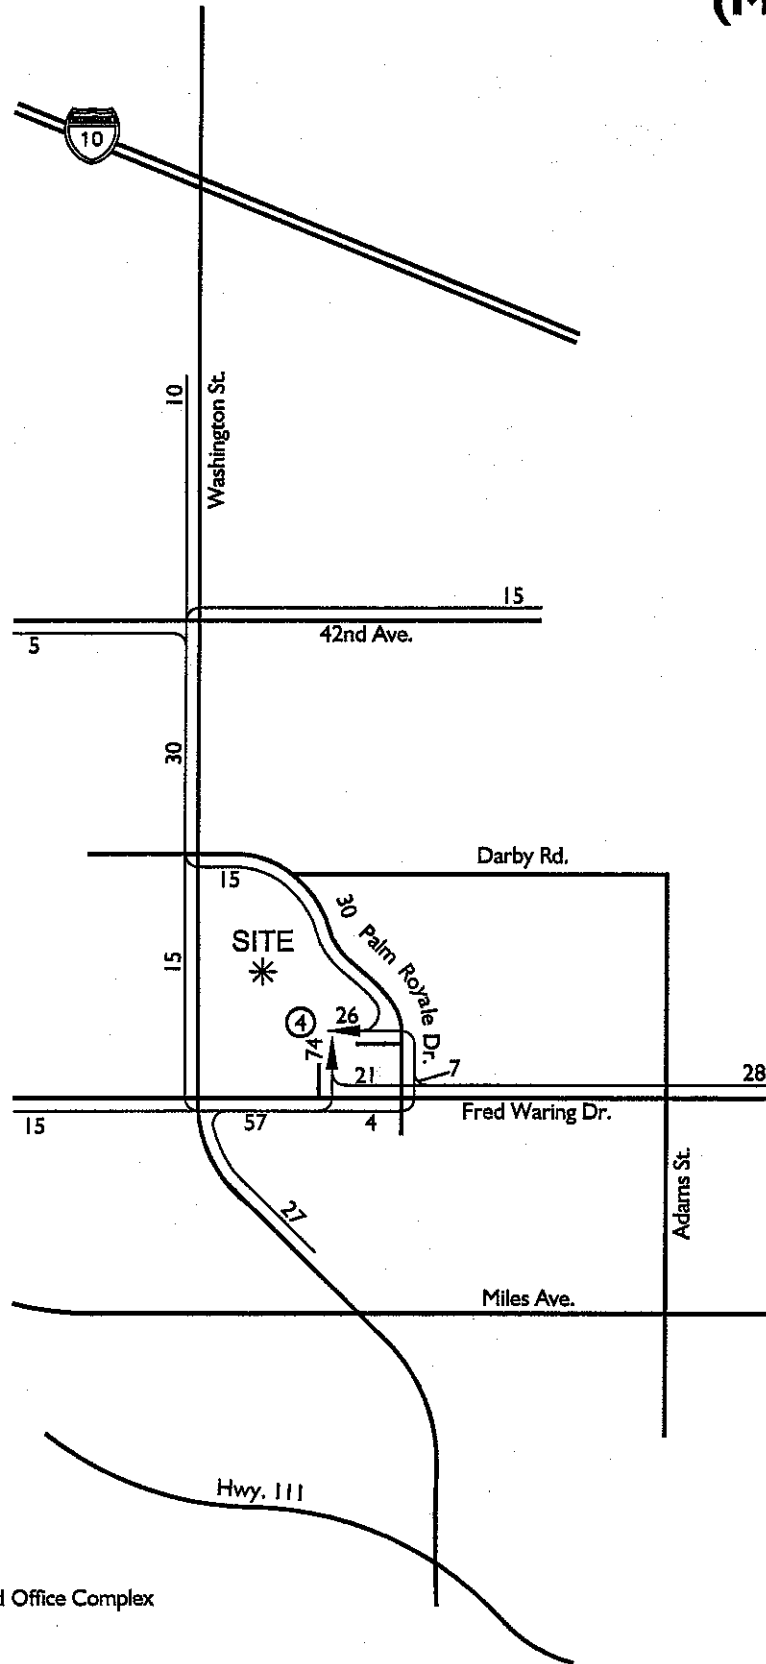 (M
10
10
Washington St.
15
42nd Ave.
5
30
Darby Rd.
15
30 Palm Royale Dr.
SITE
15
4
26
74
21
7
28
Fred Waring Dr.
15
57
4
27
Adams St.
Miles Ave.
Hwy. 111
d Office Complex